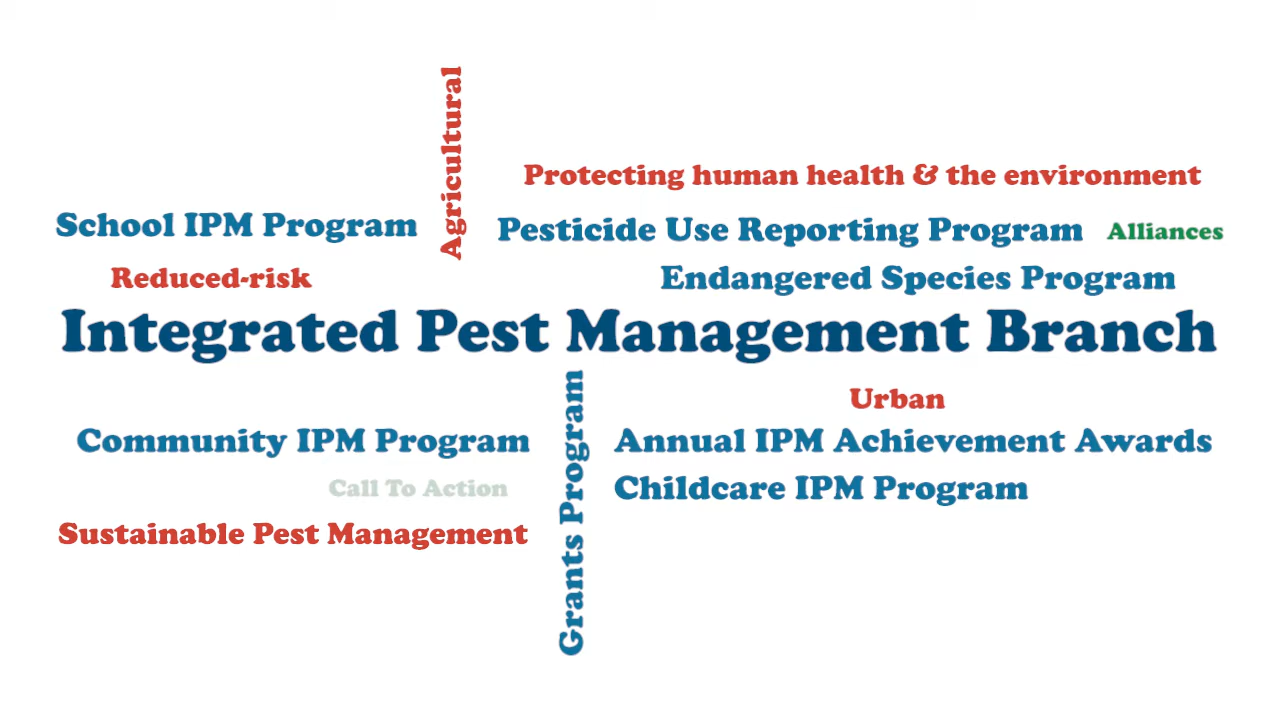 Agricultural
Protecting human health & the environment
School IPM Program
Pesticide Use Reporting Program
Alliances
Reduced-risk
Endangered Species Program
Integrated Pest Management Branch
Urban
Community IPM Program
Grants Program
Annual IPM Achievement Awards
Call To Action
Childcare IPM Program
Sustainable Pest Management